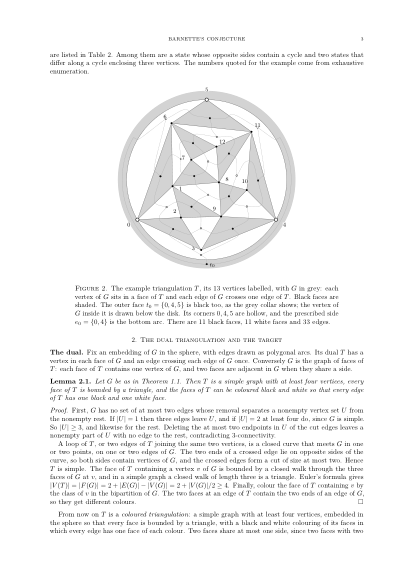 BARNETTE'S CONJECTURE 3
are listed in Table 2. Among them are a state whose opposite sides contain a cycle and two states that
differ along a cycle enclosing three vertices. The numbers quoted for the example come from exhaustive
enumeration.
5
6
13
12
7
8
10
1
2
9
0
4
3
t₀
FIGURE 2. The example triangulation T, its 13 vertices labelled, with G in grey: each
vertex of G sits in a face of T and each edge of G crosses one edge of T. Black faces are
shaded. The outer face t₀ = {0, 4, 5} is black too, as the grey collar shows; the vertex of
G inside it is drawn below the disk. Its corners 0, 4, 5 are hollow, and the prescribed side
e₀ = {0, 4} is the bottom arc. There are 11 black faces, 11 white faces and 33 edges.
2. THE DUAL TRIANGULATION AND THE TARGET
The dual. Fix an embedding of G in the sphere, with edges drawn as polygonal arcs. Its dual T has a
vertex in each face of G and an edge crossing each edge of G once. Conversely G is the graph of faces of
T: each face of T contains one vertex of G, and two faces are adjacent in G when they share a side.
Lemma 2.1. Let G be as in Theorem 1.1. Then T is a simple graph with at least four vertices, every
face of T is bounded by a triangle, and the faces of T can be coloured black and white so that every edge
of T has one black and one white face.
Proof. First, G has no set of at most two edges whose removal separates a nonempty vertex set U from
the nonempty rest. If |U| = 1 then three edges leave U, and if |U| = 2 at least four do, since G is simple.
So |U| ≥ 3, and likewise for the rest. Deleting the at most two endpoints in U of the cut edges leaves a
nonempty part of U with no edge to the rest, contradicting 3-connectivity.
A loop of T, or two edges of T joining the same two vertices, is a closed curve that meets G in one
or two points, on one or two edges of G. The two ends of a crossed edge lie on opposite sides of the
curve, so both sides contain vertices of G, and the crossed edges form a cut of size at most two. Hence
T is simple. The face of T containing a vertex v of G is bounded by a closed walk through the three
faces of G at v, and in a simple graph a closed walk of length three is a triangle. Euler's formula gives
|V(T)| = |F(G)| = 2 + |E(G)| − |V(G)| = 2 + |V(G)|/2 ≥ 4. Finally, colour the face of T containing v by
the class of v in the bipartition of G. The two faces at an edge of T contain the two ends of an edge of G,
so they get different colours. □
From now on T is a coloured triangulation: a simple graph with at least four vertices, embedded in
the sphere so that every face is bounded by a triangle, with a black and white colouring of its faces in
which every edge has one face of each colour. Two faces share at most one side, since two faces with two